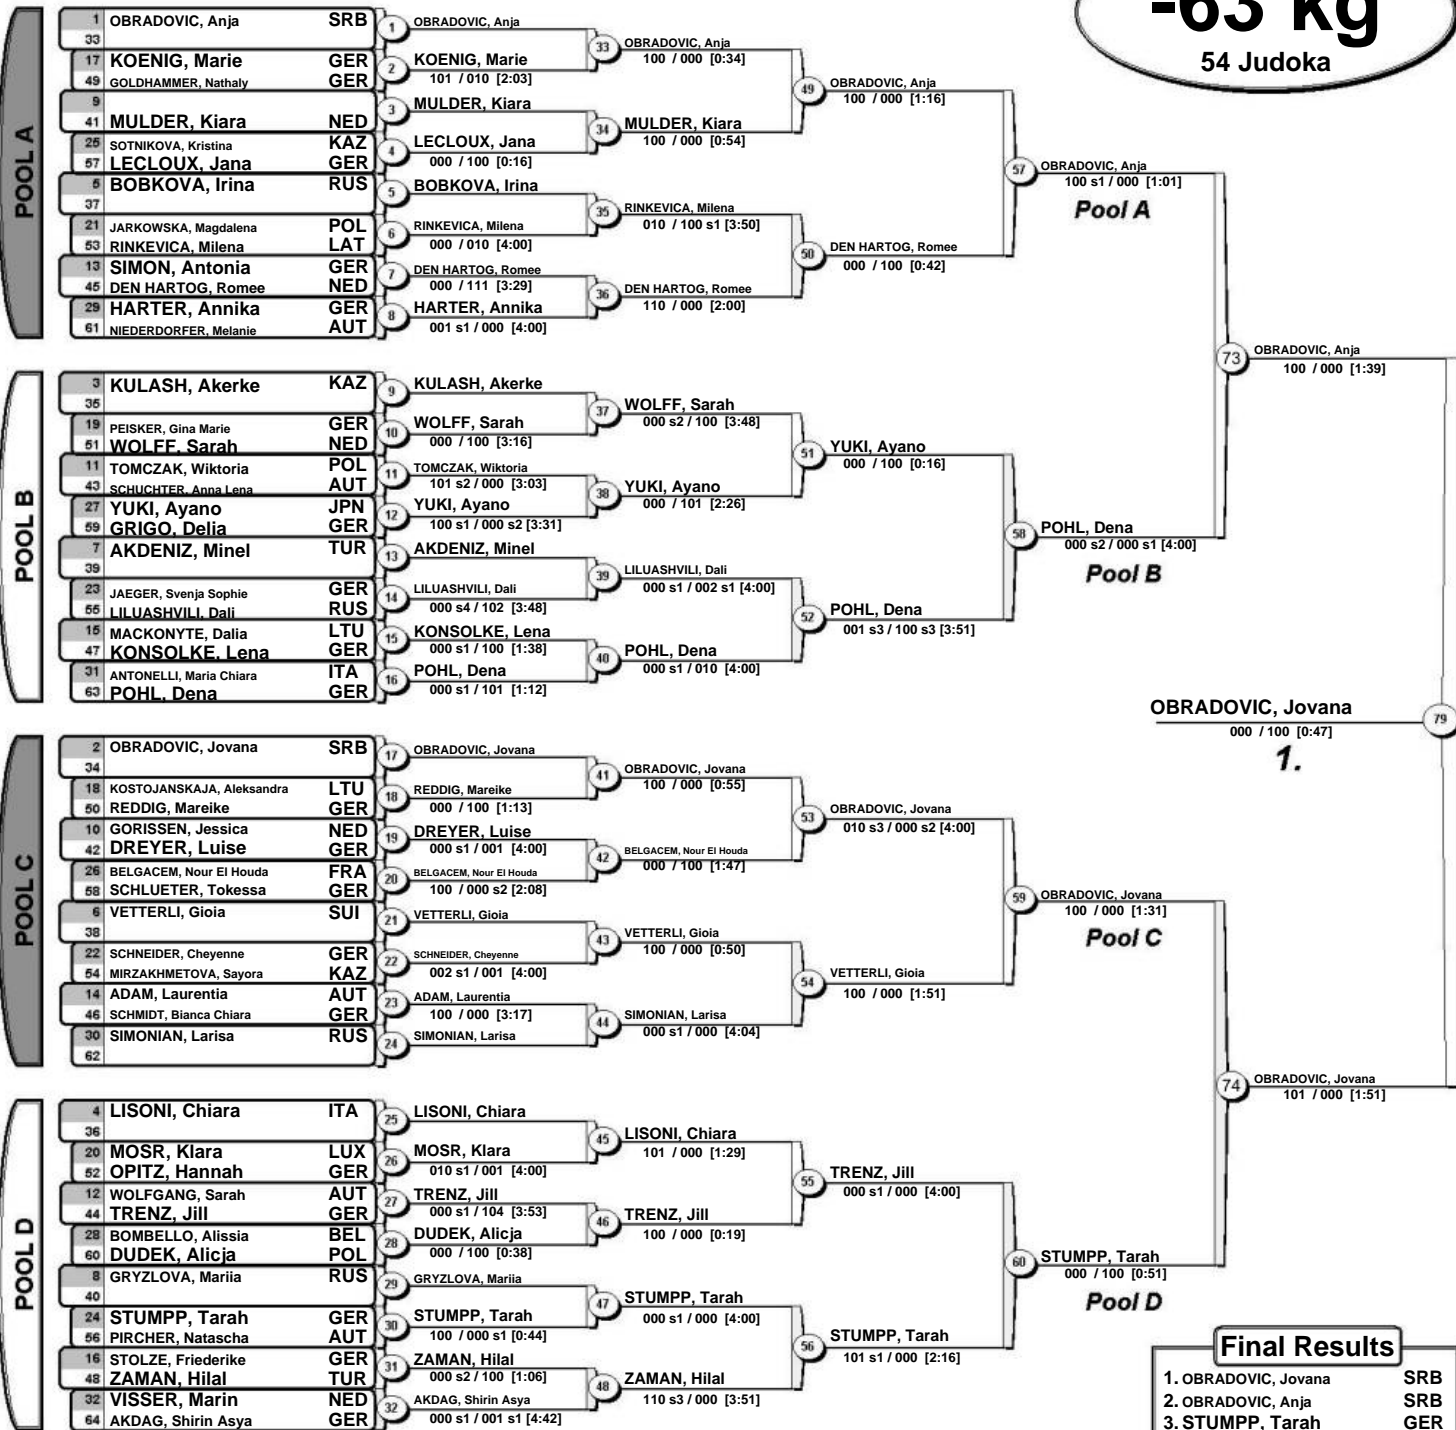 -63 kg
54 Judoka
POOL A
1 OBRADOVIC, Anja SRB
33
17 KOENIG, Marie GER
49 GOLDHAMMER, Nathaly GER
9
41 MULDER, Kiara NED
25 SOTNIKOVA, Kristina KAZ
57 LECLOUX, Jana GER
5 BOBKOVA, Irina RUS
37
21 JARKOWSKA, Magdalena POL
53 RINKEVICA, Milena LAT
13 SIMON, Antonia GER
45 DEN HARTOG, Romee NED
29 HARTER, Annika GER
61 NIEDERDORFER, Melanie AUT
1 OBRADOVIC, Anja
2 KOENIG, Marie
101 / 010 [2:03]
3 MULDER, Kiara
4 LECLOUX, Jana
000 / 100 [0:16]
5 BOBKOVA, Irina
6 RINKEVICA, Milena
000 / 010 [4:00]
7 DEN HARTOG, Romee
000 / 111 [3:29]
8 HARTER, Annika
001 s1 / 000 [4:00]
33 OBRADOVIC, Anja
100 / 000 [0:34]
34 MULDER, Kiara
100 / 000 [0:54]
35 RINKEVICA, Milena
010 / 100 s1 [3:50]
36 DEN HARTOG, Romee
110 / 000 [2:00]
49 OBRADOVIC, Anja
100 / 000 [1:16]
50 DEN HARTOG, Romee
000 / 100 [0:42]
57 OBRADOVIC, Anja
100 s1 / 000 [1:01]
Pool A
POOL B
3 KULASH, Akerke KAZ
35
19 PEISKER, Gina Marie GER
51 WOLFF, Sarah NED
11 TOMCZAK, Wiktoria POL
43 SCHUCHTER, Anna Lena AUT
27 YUKI, Ayano JPN
59 GRIGO, Delia GER
7 AKDENIZ, Minel TUR
39
23 JAEGER, Svenja Sophie GER
55 LILUASHVILI, Dali RUS
15 MACKONYTE, Dalia LTU
47 KONSOLKE, Lena GER
31 ANTONELLI, Maria Chiara ITA
63 POHL, Dena GER
9 KULASH, Akerke
10 WOLFF, Sarah
000 / 100 [3:16]
11 TOMCZAK, Wiktoria
101 s2 / 000 [3:03]
12 YUKI, Ayano
100 s1 / 000 s2 [3:31]
13 AKDENIZ, Minel
14 LILUASHVILI, Dali
000 s4 / 102 [3:48]
15 KONSOLKE, Lena
000 s1 / 100 [1:38]
16 POHL, Dena
000 s1 / 101 [1:12]
37 WOLFF, Sarah
000 s2 / 100 [3:48]
38 YUKI, Ayano
000 / 101 [2:26]
39 LILUASHVILI, Dali
000 s1 / 002 s1 [4:00]
40 POHL, Dena
000 s1 / 010 [4:00]
51 YUKI, Ayano
000 / 100 [0:16]
52 POHL, Dena
001 s3 / 100 s3 [3:51]
58 POHL, Dena
000 s2 / 000 s1 [4:00]
Pool B
73 OBRADOVIC, Anja
100 / 000 [1:39]
OBRADOVIC, Jovana 79
000 / 100 [0:47]
1.
POOL C
2 OBRADOVIC, Jovana SRB
34
18 KOSTOJANSKAJA, Aleksandra LTU
50 REDDIG, Mareike GER
10 GORISSEN, Jessica NED
42 DREYER, Luise GER
26 BELGACEM, Nour El Houda FRA
58 SCHLUETER, Tokessa GER
6 VETTERLI, Gioia SUI
38
22 SCHNEIDER, Cheyenne GER
54 MIRZAKHMETOVA, Sayora KAZ
14 ADAM, Laurentia AUT
46 SCHMIDT, Bianca Chiara GER
30 SIMONIAN, Larisa RUS
62
17 OBRADOVIC, Jovana
18 REDDIG, Mareike
000 / 100 [1:13]
19 DREYER, Luise
000 s1 / 001 [4:00]
20 BELGACEM, Nour El Houda
100 / 000 s2 [2:08]
21 VETTERLI, Gioia
22 SCHNEIDER, Cheyenne
002 s1 / 001 [4:00]
23 ADAM, Laurentia
100 / 000 [3:17]
24 SIMONIAN, Larisa
41 OBRADOVIC, Jovana
100 / 000 [0:55]
42 BELGACEM, Nour El Houda
000 / 100 [1:47]
43 VETTERLI, Gioia
100 / 000 [0:50]
44 SIMONIAN, Larisa
000 s1 / 000 [4:04]
53 OBRADOVIC, Jovana
010 s3 / 000 s2 [4:00]
54 VETTERLI, Gioia
100 / 000 [1:51]
59 OBRADOVIC, Jovana
100 / 000 [1:31]
Pool C
POOL D
4 LISONI, Chiara ITA
36
20 MOSR, Klara LUX
52 OPITZ, Hannah GER
12 WOLFGANG, Sarah AUT
44 TRENZ, Jill GER
28 BOMBELLO, Alissia BEL
60 DUDEK, Alicja POL
8 GRYZLOVA, Mariia RUS
40
24 STUMPP, Tarah GER
56 PIRCHER, Natascha AUT
16 STOLZE, Friederike GER
48 ZAMAN, Hilal TUR
32 VISSER, Marin NED
64 AKDAG, Shirin Asya GER
25 LISONI, Chiara
26 MOSR, Klara
010 s1 / 001 [4:00]
27 TRENZ, Jill
000 s1 / 104 [3:53]
28 DUDEK, Alicja
000 / 100 [0:38]
29 GRYZLOVA, Mariia
30 STUMPP, Tarah
100 / 000 s1 [0:44]
31 ZAMAN, Hilal
000 s2 / 100 [1:06]
32 AKDAG, Shirin Asya
000 s1 / 001 s1 [4:42]
45 LISONI, Chiara
101 / 000 [1:29]
46 TRENZ, Jill
100 / 000 [0:19]
47 STUMPP, Tarah
000 s1 / 000 [4:00]
48 ZAMAN, Hilal
110 s3 / 000 [3:51]
55 TRENZ, Jill
000 s1 / 000 [4:00]
56 STUMPP, Tarah
101 s1 / 000 [2:16]
60 STUMPP, Tarah
000 / 100 [0:51]
Pool D
74 OBRADOVIC, Jovana
101 / 000 [1:51]
Final Results
1. OBRADOVIC, Jovana SRB
2. OBRADOVIC, Anja SRB
3. STUMPP, Tarah GER